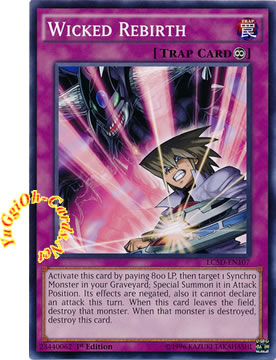 WICKED REBIRTH
[TRAP CARD ∞]
TRAP
YuGgiOh-Cards.Net
LC5D-EN107
Activate this card by paying 800 LP, then target 1 Synchro
Monster in your Graveyard; Special Summon it in Attack
Position. Its effects are negated, also it cannot declare
an attack this turn. When this card leaves the field,
destroy that monster. When that monster is destroyed,
destroy this card.
23440062
1st Edition
©1996 KAZUKI TAKAHASHI